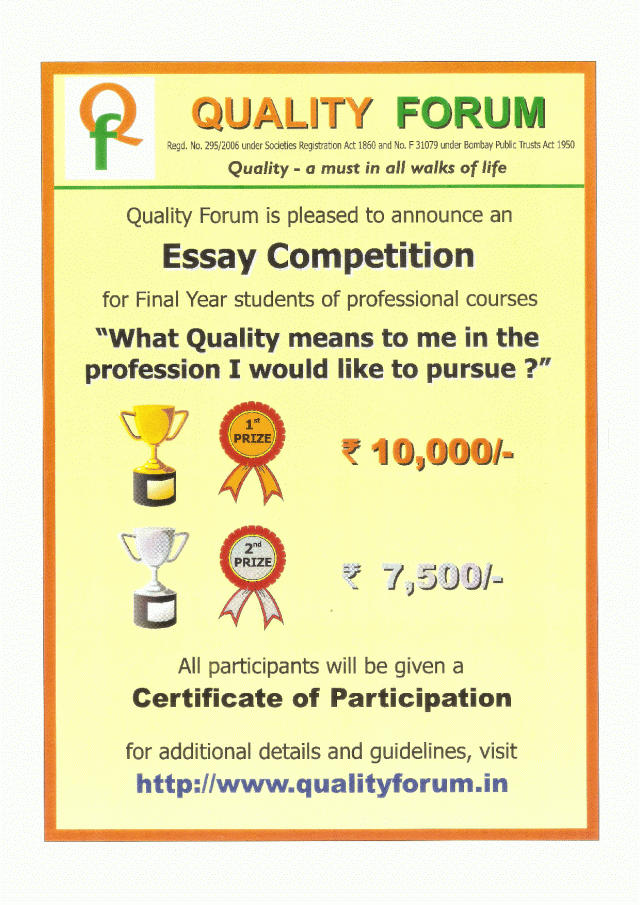 Qf
QUALITY FORUM
Regd. No. 295/2006 under Societies Registration Act 1860 and No. F 31079 under Bombay Public Trusts Act 1950
Quality - a must in all walks of life
Quality Forum is pleased to announce an
Essay Competition
for Final Year students of professional courses
“What Quality means to me in the
profession I would like to pursue ?”
1st
PRIZE
₹ 10,000/-
2nd
PRIZE
₹ 7,500/-
All participants will be given a
Certificate of Participation
for additional details and guidelines, visit
http://www.qualityforum.in